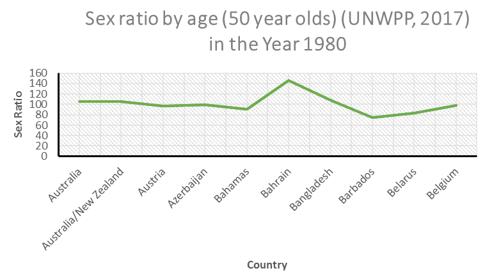 Sex ratio by age (50 year olds) (UNWPP, 2017)
in the Year 1980
160
140
120
100
80
60
40
20
0
Sex Ratio
Australia
Australia/New Zealand
Austria
Azerbaijan
Bahamas
Bahrain
Bangladesh
Barbados
Belarus
Belgium
Country